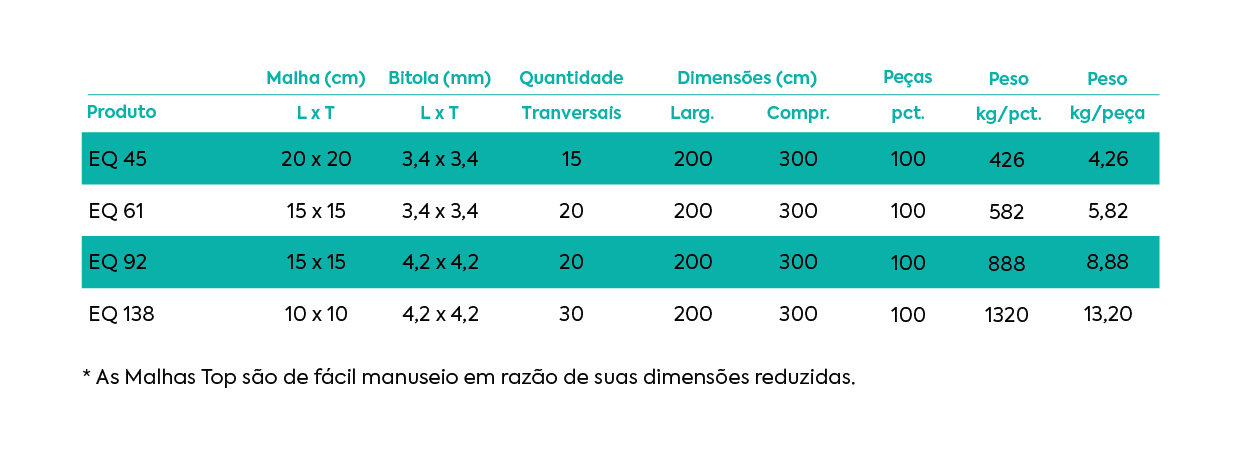 Malha (cm) Bitola (mm) Quantidade Dimensões (cm) Peças Peso Peso
Produto L x T L x T Tranversais Larg. Compr. pct. kg/pct. kg/peça
EQ 45 20 x 20 3,4 x 3,4 15 200 300 100 426 4,26
EQ 61 15 x 15 3,4 x 3,4 20 200 300 100 582 5,82
EQ 92 15 x 15 4,2 x 4,2 20 200 300 100 888 8,88
EQ 138 10 x 10 4,2 x 4,2 30 200 300 100 1320 13,20
* As Malhas Top são de fácil manuseio em razão de suas dimensões reduzidas.